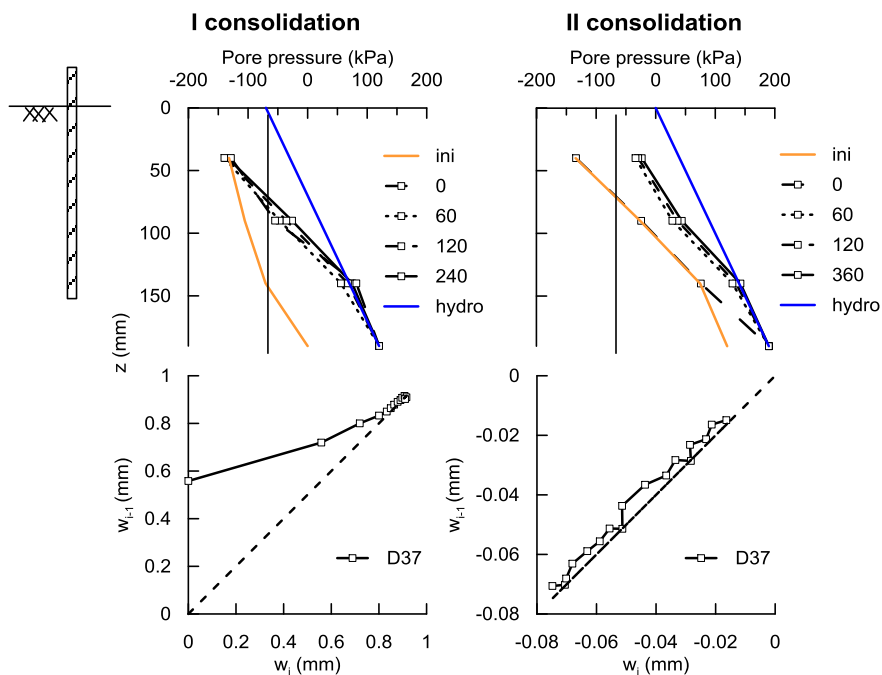 I consolidation
II consolidation
Pore pressure (kPa)
Pore pressure (kPa)
-200 -100 0 100 200
-200 -100 0 100 200
0
50
100
150
z (mm)
ini
0
60
120
240
hydro
ini
0
60
120
360
hydro
1
0.8
0.6
0.4
0.2
0
w i-1 (mm)
D37
0 0.2 0.4 0.6 0.8 1
w i (mm)
0
-0.02
-0.04
-0.06
-0.08
w i-1 (mm)
D37
-0.08 -0.06 -0.04 -0.02 0
w i (mm)